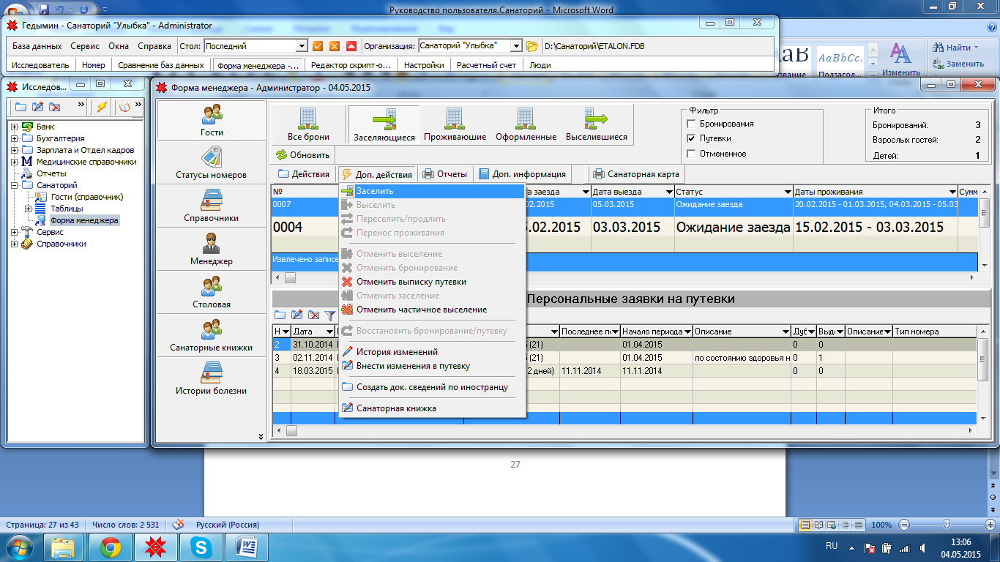 Руководство пользователя.Санаторий - Microsoft Word
Гедымин - Санаторий "Улыбка" - Administrator
База данных Сервис Окна Справка Стол: Последний Организация: Санаторий "Улыбка" D:\Санаторий\ETALON.FDB
Исследователь Номер Сравнение баз данных Форма менеджера -... Редактор скрипт-о... Настройки Расчетный счет Люди
АаВbСс.
Подзагол...
Изменить
Найти
Заменить
Исследов...
Банк
Бухгалтерия
Зарплата и Отдел кадров
Медицинские справочники
Отчеты
Санаторий
Гости (справочник)
Таблицы
Форма менеджера
Сервис
Справочники
Форма менеджера - Администратор - 04.05.2015
Гости
Статусы номеров
Справочники
Менеджер
Столовая
Санаторные книжки
Истории болезни
Все брони Заселяющиеся Проживающие Оформленные Выселившиеся
Фильтр
Бронирования
Путевки
Отмененное
Итого
Бронирований: 3
Взрослых гостей: 2
Детей: 1
Обновить
Действия Доп. действия Отчеты Доп. информация Санаторная карта
№ заезда Дата выезда Статус Даты проживания Сумм
0007 02.2015 05.03.2015 Ожидание заезда 20.02.2015 - 01.03.2015, 04.03.2015 - 05.03
0004 .02.2015 03.03.2015 Ожидание заезда 15.02.2015 - 03.03.2015
Извлечено записе
Заселить
Выселить
Переселить/продлить
Перенос проживания
Отменить выселение
Отменить бронирование
Отменить выписку путевки
Отменить заселение
Отменить частичное выселение
Восстановить бронирование/путевку
История изменений
Внести изменения в путевку
Создать док. сведений по иностранцу
Санаторная книжка
Персональные заявки на путевки
Н Дата Последнее п Начало периода Описание Дуб Выд Описание Тип номера
2 31.10.2014 (21) 01.04.2015 0 0
3 02.11.2014 (21) 01.04.2015 по состоянию здоровья н 0 1
4 18.03.2015 2 дней) 11.11.2014 11.11.2014 0 0
27
Страница: 27 из 43 Число слов: 2 531 Русский (Россия) 100%
RU 13:06
04.05.2015